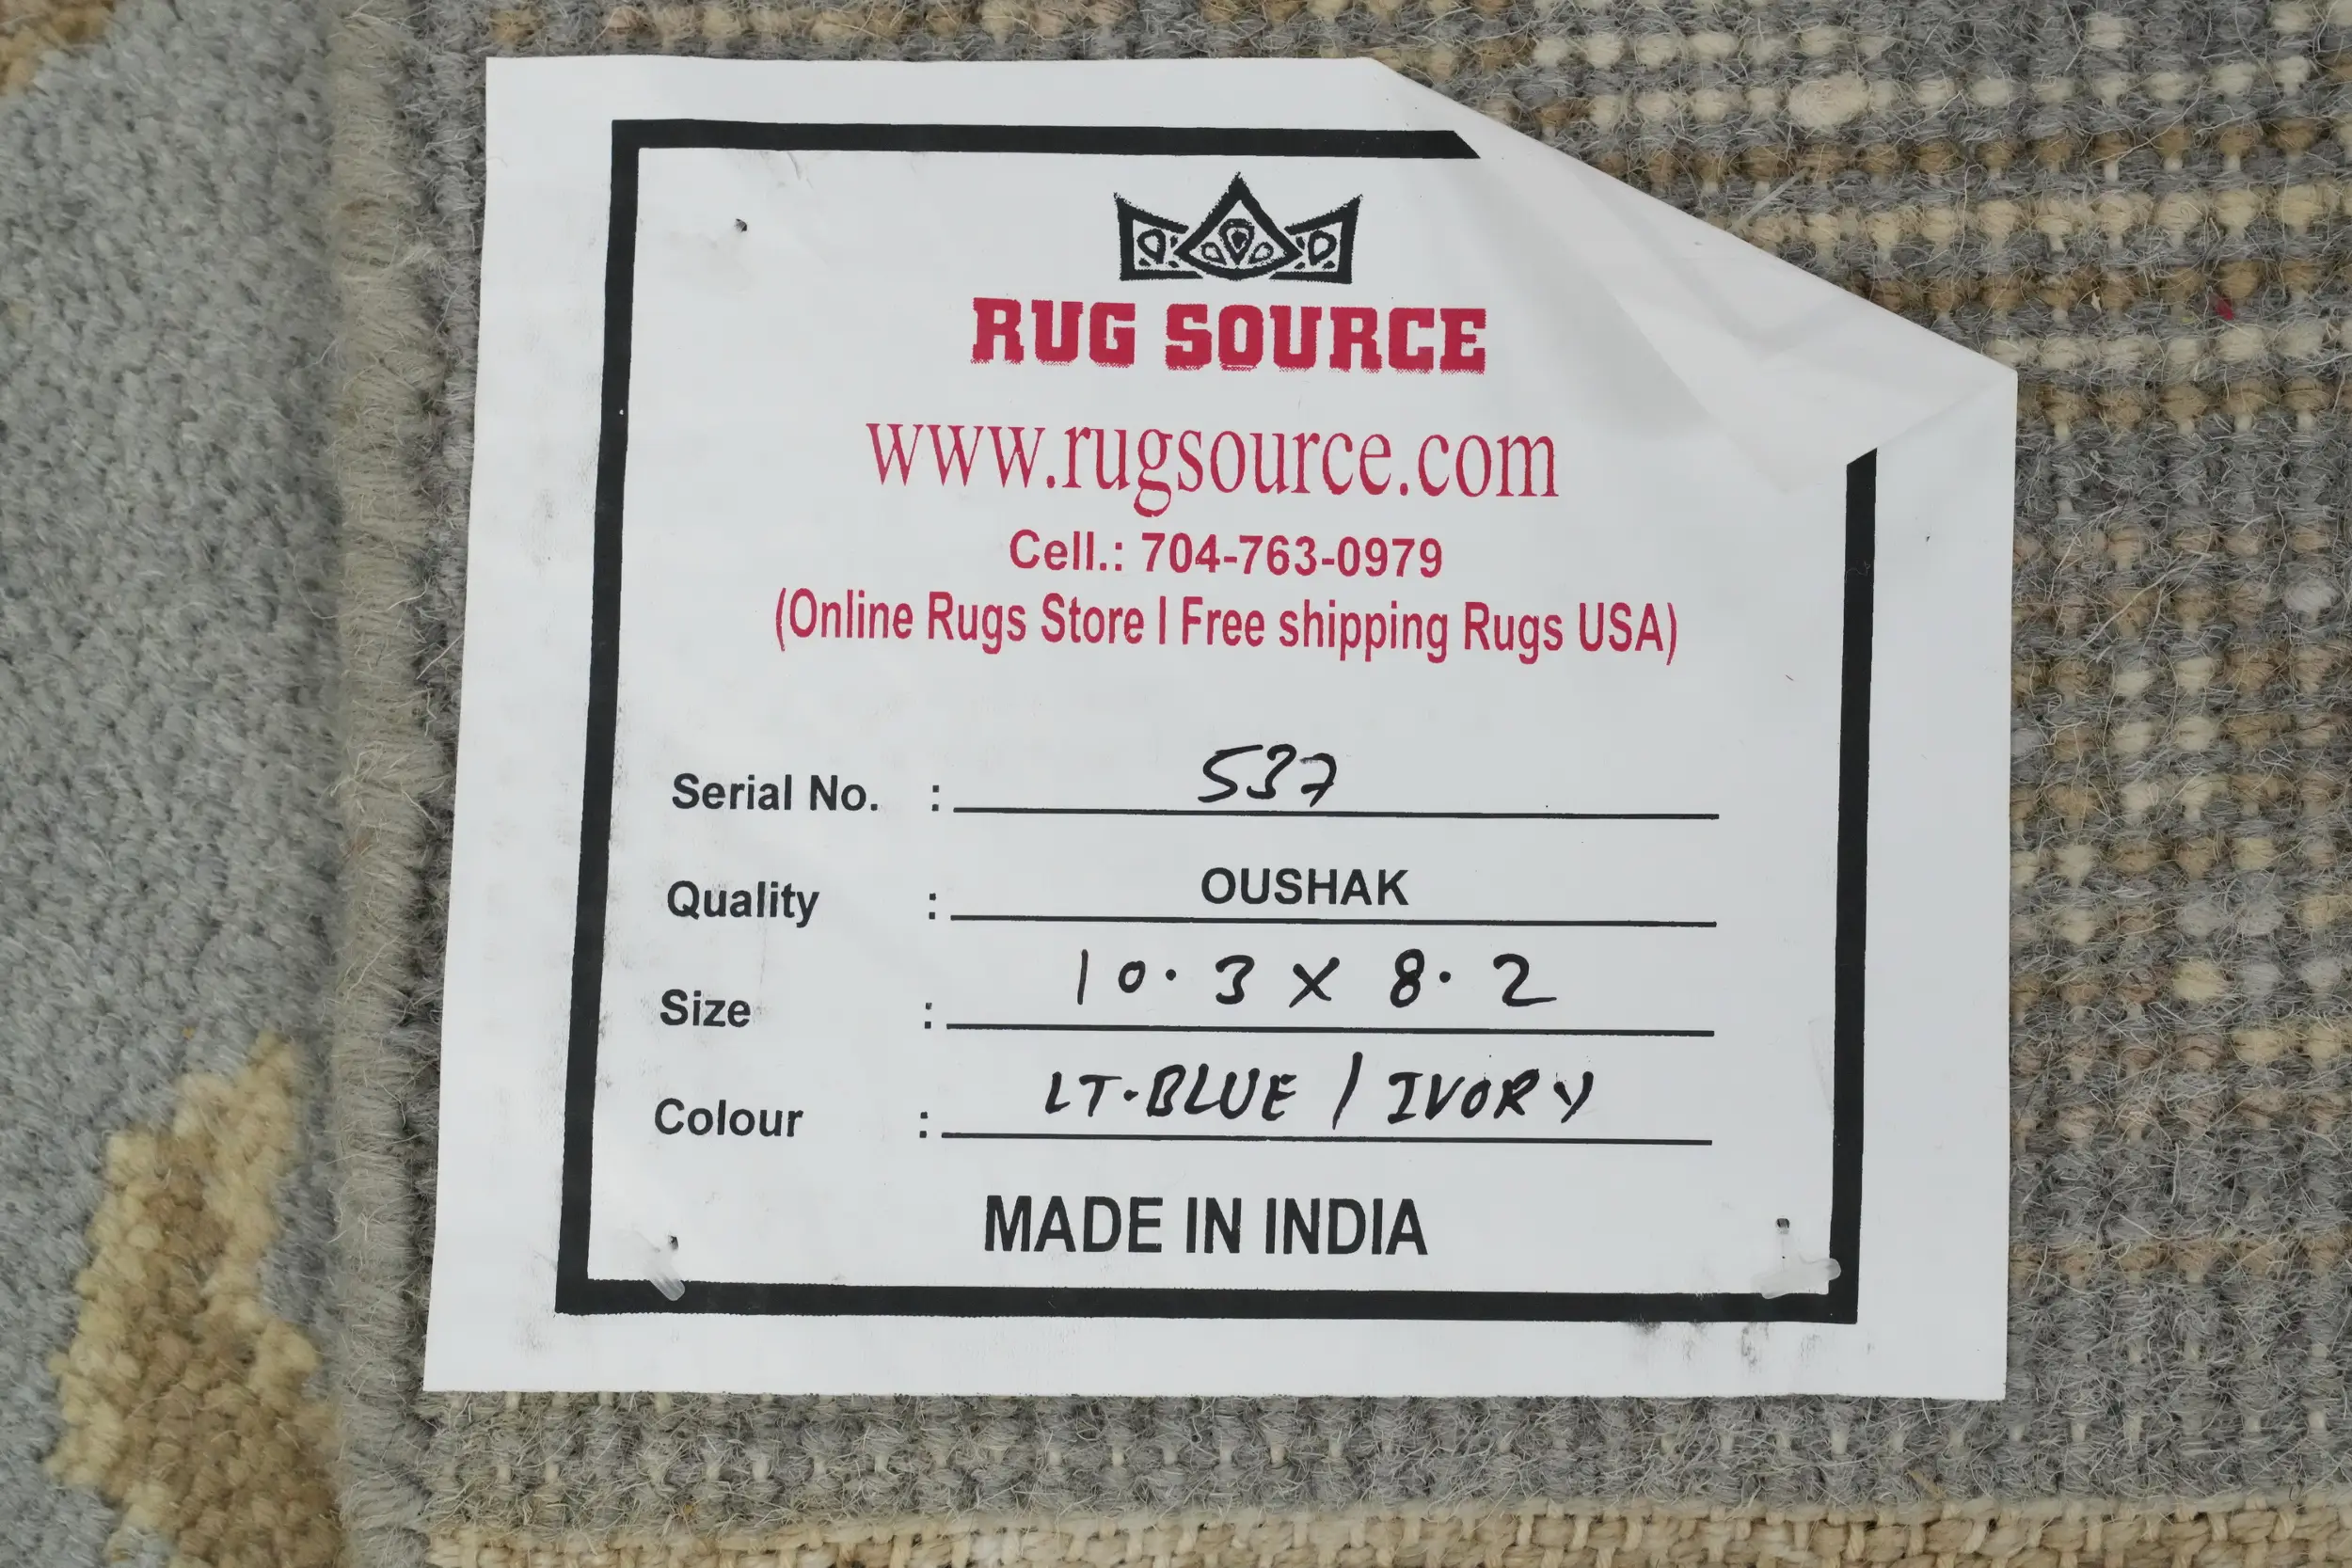 RUG SOURCE
www.rugsource.com
Cell.: 704-763-0979
(Online Rugs Store I Free shipping Rugs USA)
Serial No. : 537
Quality : OUSHAK
Size : 10.3 x 8.2
Colour : LT.BLUE / IVORY
MADE IN INDIA